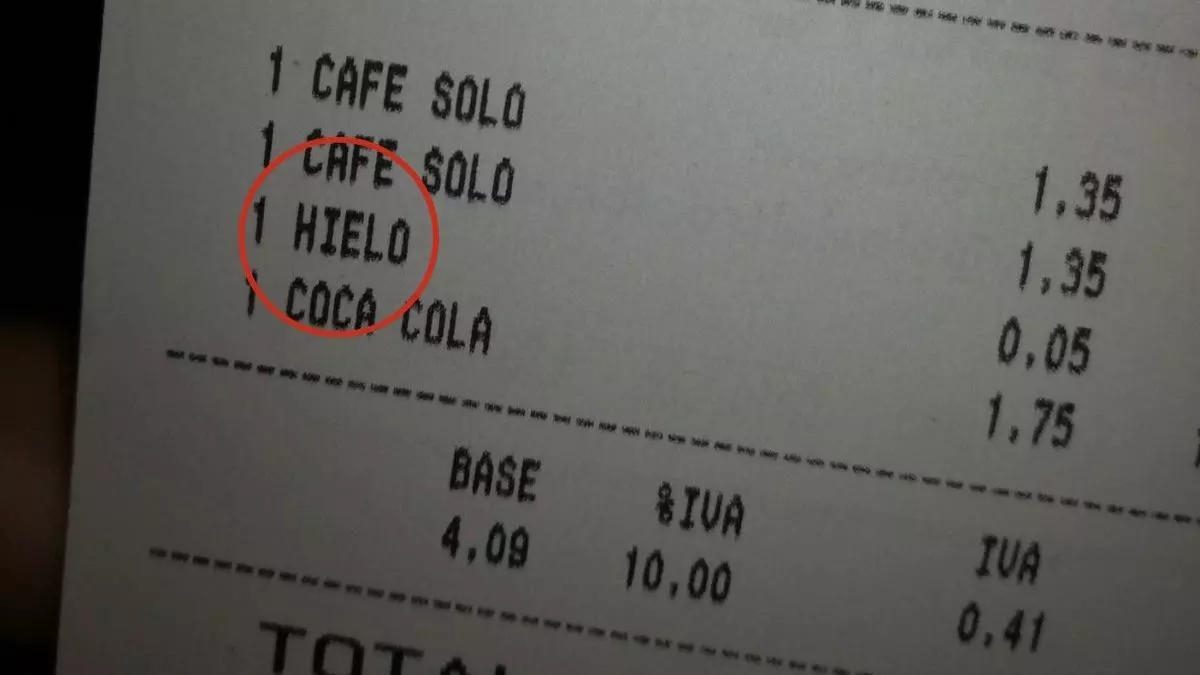 1 CAFE SOLO 1,35
1 CAFE SOLO 1,35
1 HIELO 0,05
1 COCA COLA 1,75
BASE %IVA IVA
4,09 10,00 0,41
TOTAL